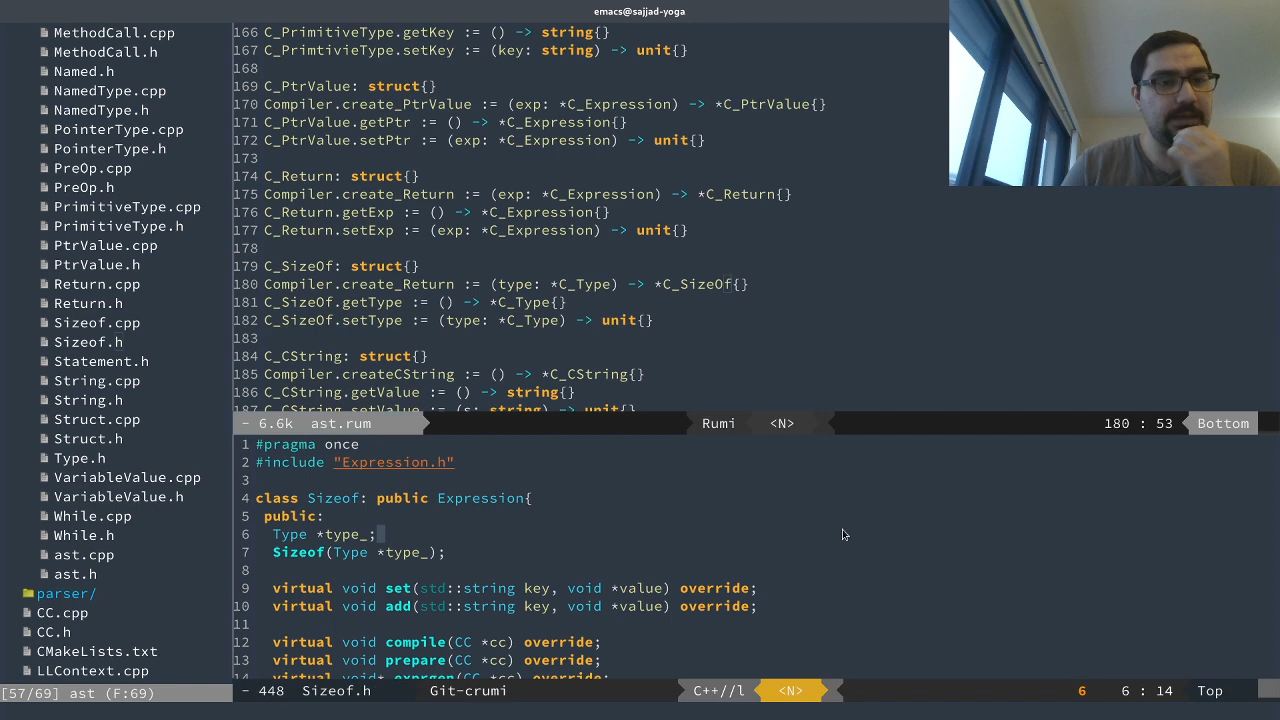 emacs@sajjad-yoga
MethodCall.cpp
MethodCall.h
Named.h
NamedType.cpp
NamedType.h
PointerType.cpp
PointerType.h
PreOp.cpp
PreOp.h
PrimitiveType.cpp
PrimitiveType.h
PtrValue.cpp
PtrValue.h
Return.cpp
Return.h
Sizeof.cpp
Sizeof.h
Statement.h
String.cpp
String.h
Struct.cpp
Struct.h
Type.h
VariableValue.cpp
VariableValue.h
While.cpp
While.h
ast.cpp
ast.h
parser/
CC.cpp
CC.h
CMakeLists.txt
LLContext.cpp
[57/69] ast (F:69)
166 C_PrimitiveType.getKey := () -> string{}
167 C_PrimtivieType.setKey := (key: string) -> unit{}
168
169 C_PtrValue: struct{}
170 Compiler.create_PtrValue := (exp: *C_Expression) -> *C_PtrValue{}
171 C_PtrValue.getPtr := () -> *C_Expression{}
172 C_PtrValue.setPtr := (exp: *C_Expression) -> unit{}
173
174 C_Return: struct{}
175 Compiler.create_Return := (exp: *C_Expression) -> *C_Return{}
176 C_Return.getExp := () -> *C_Expression{}
177 C_Return.setExp := (exp: *C_Expression) -> unit{}
178
179 C_SizeOf: struct{}
180 Compiler.create_Return := (type: *C_Type) -> *C_SizeOf{}
181 C_SizeOf.getType := () -> *C_Type{}
182 C_SizeOf.setType := (type: *C_Type) -> unit{}
183
184 C_CString: struct{}
185 Compiler.createCString := () -> *C_CString{}
186 C_CString.getValue := () -> string{}
187 C_CString.setValue := (s: string) -> unit{}
- 6.6k ast.rum Rumi <N> 180 : 53 Bottom
1 #pragma once
2 #include "Expression.h"
3
4 class Sizeof: public Expression{
5 public:
6 Type *type_;
7 Sizeof(Type *type_);
8
9 virtual void set(std::string key, void *value) override;
10 virtual void add(std::string key, void *value) override;
11
12 virtual void compile(CC *cc) override;
13 virtual void prepare(CC *cc) override;
14 virtual void* exprgen(CC *cc) override;
- 448 Sizeof.h Git-crumi C++//l <N> 6 6 : 14 Top